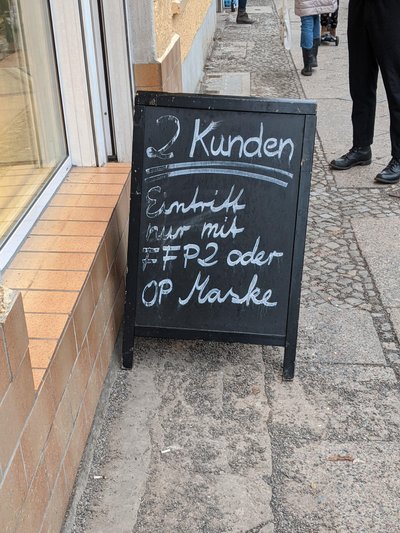 2 Kunden
Eintritt
nur mit
FFP2 oder
OP Maske